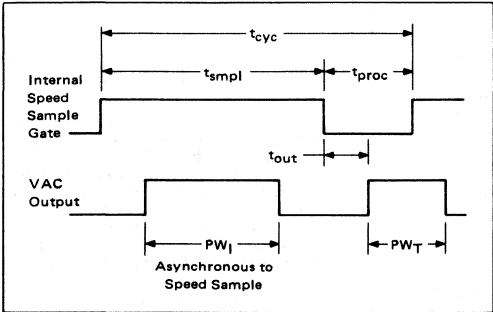 tcyc
tsmpl
tproc
Internal
Speed
Sample
Gate
tout
VAC
Output
PWI
PWT
Asynchronous to
Speed Sample